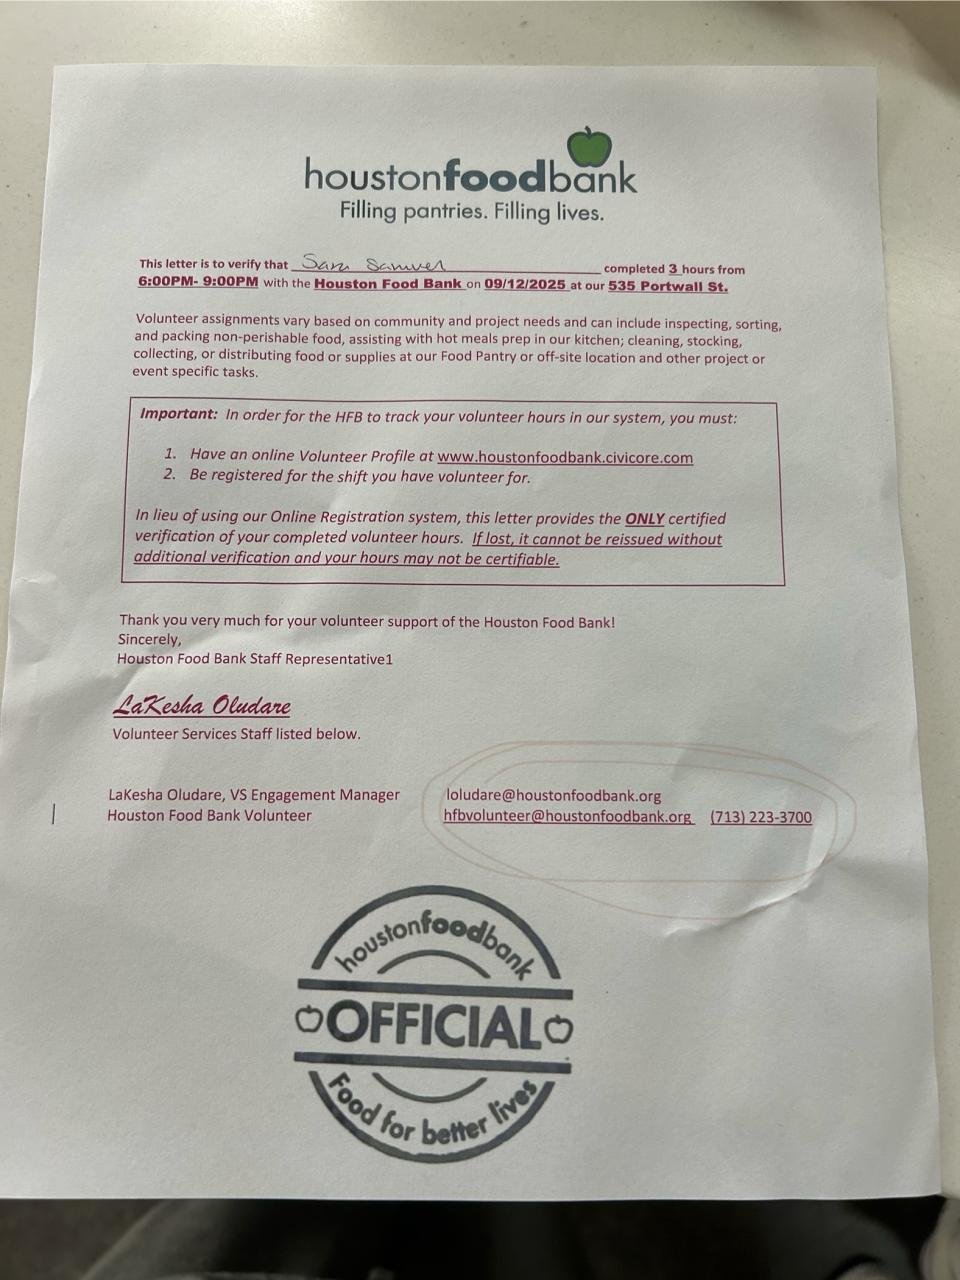 houstonfoodbank
Filling pantries. Filling lives.
This letter is to verify that Sara Samuel completed 3 hours from
6:00PM- 9:00PM with the Houston Food Bank on 09/12/2025 at our 535 Portwall St.
Volunteer assignments vary based on community and project needs and can include inspecting, sorting,
and packing non-perishable food, assisting with hot meals prep in our kitchen; cleaning, stocking,
collecting, or distributing food or supplies at our Food Pantry or off-site location and other project or
event specific tasks.
Important: In order for the HFB to track your volunteer hours in our system, you must:
1. Have an online Volunteer Profile at www.houstonfoodbank.civicore.com
2. Be registered for the shift you have volunteer for.
In lieu of using our Online Registration system, this letter provides the ONLY certified
verification of your completed volunteer hours. If lost, it cannot be reissued without
additional verification and your hours may not be certifiable.
Thank you very much for your volunteer support of the Houston Food Bank!
Sincerely,
Houston Food Bank Staff Representative1
LaKesha Oludare
Volunteer Services Staff listed below.
LaKesha Oludare, VS Engagement Manager loludare@houstonfoodbank.org
Houston Food Bank Volunteer hfbvolunteer@houstonfoodbank.org (713) 223-3700
houstonfoodbank
OFFICIAL
Food for better lives